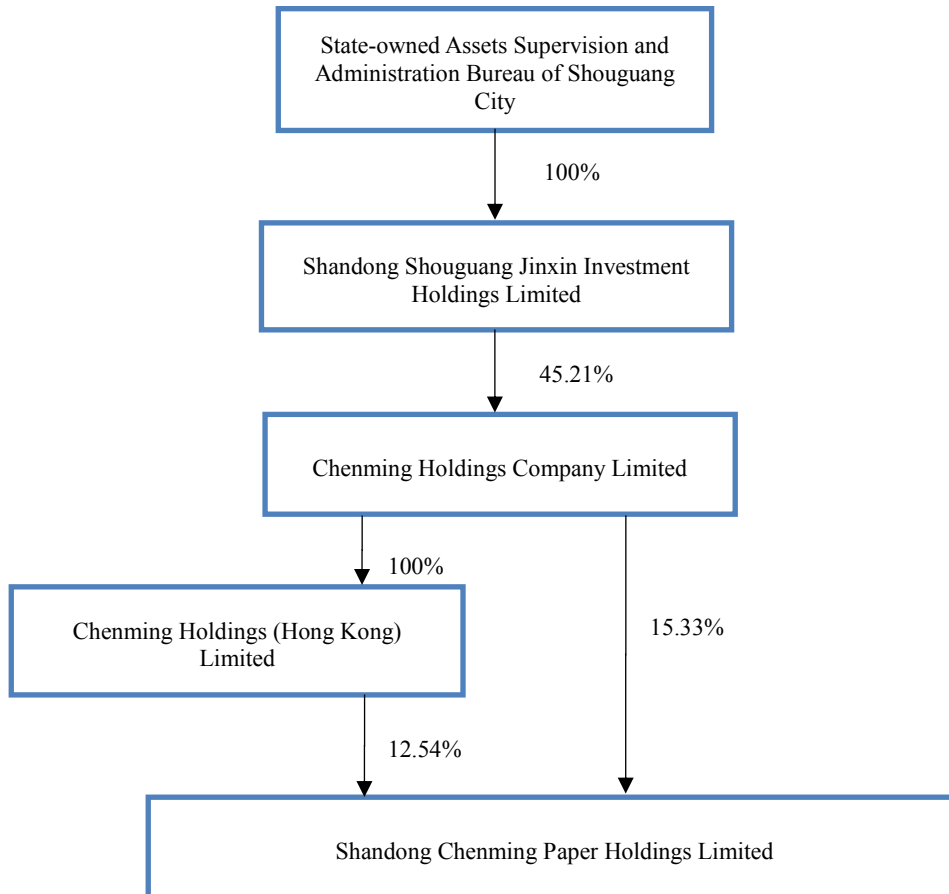 State-owned Assets Supervision and
Administration Bureau of Shouguang
City
100%
Shandong Shouguang Jinxin Investment
Holdings Limited
45.21%
Chenming Holdings Company Limited
100%
Chenming Holdings (Hong Kong)
Limited
15.33%
12.54%
Shandong Chenming Paper Holdings Limited